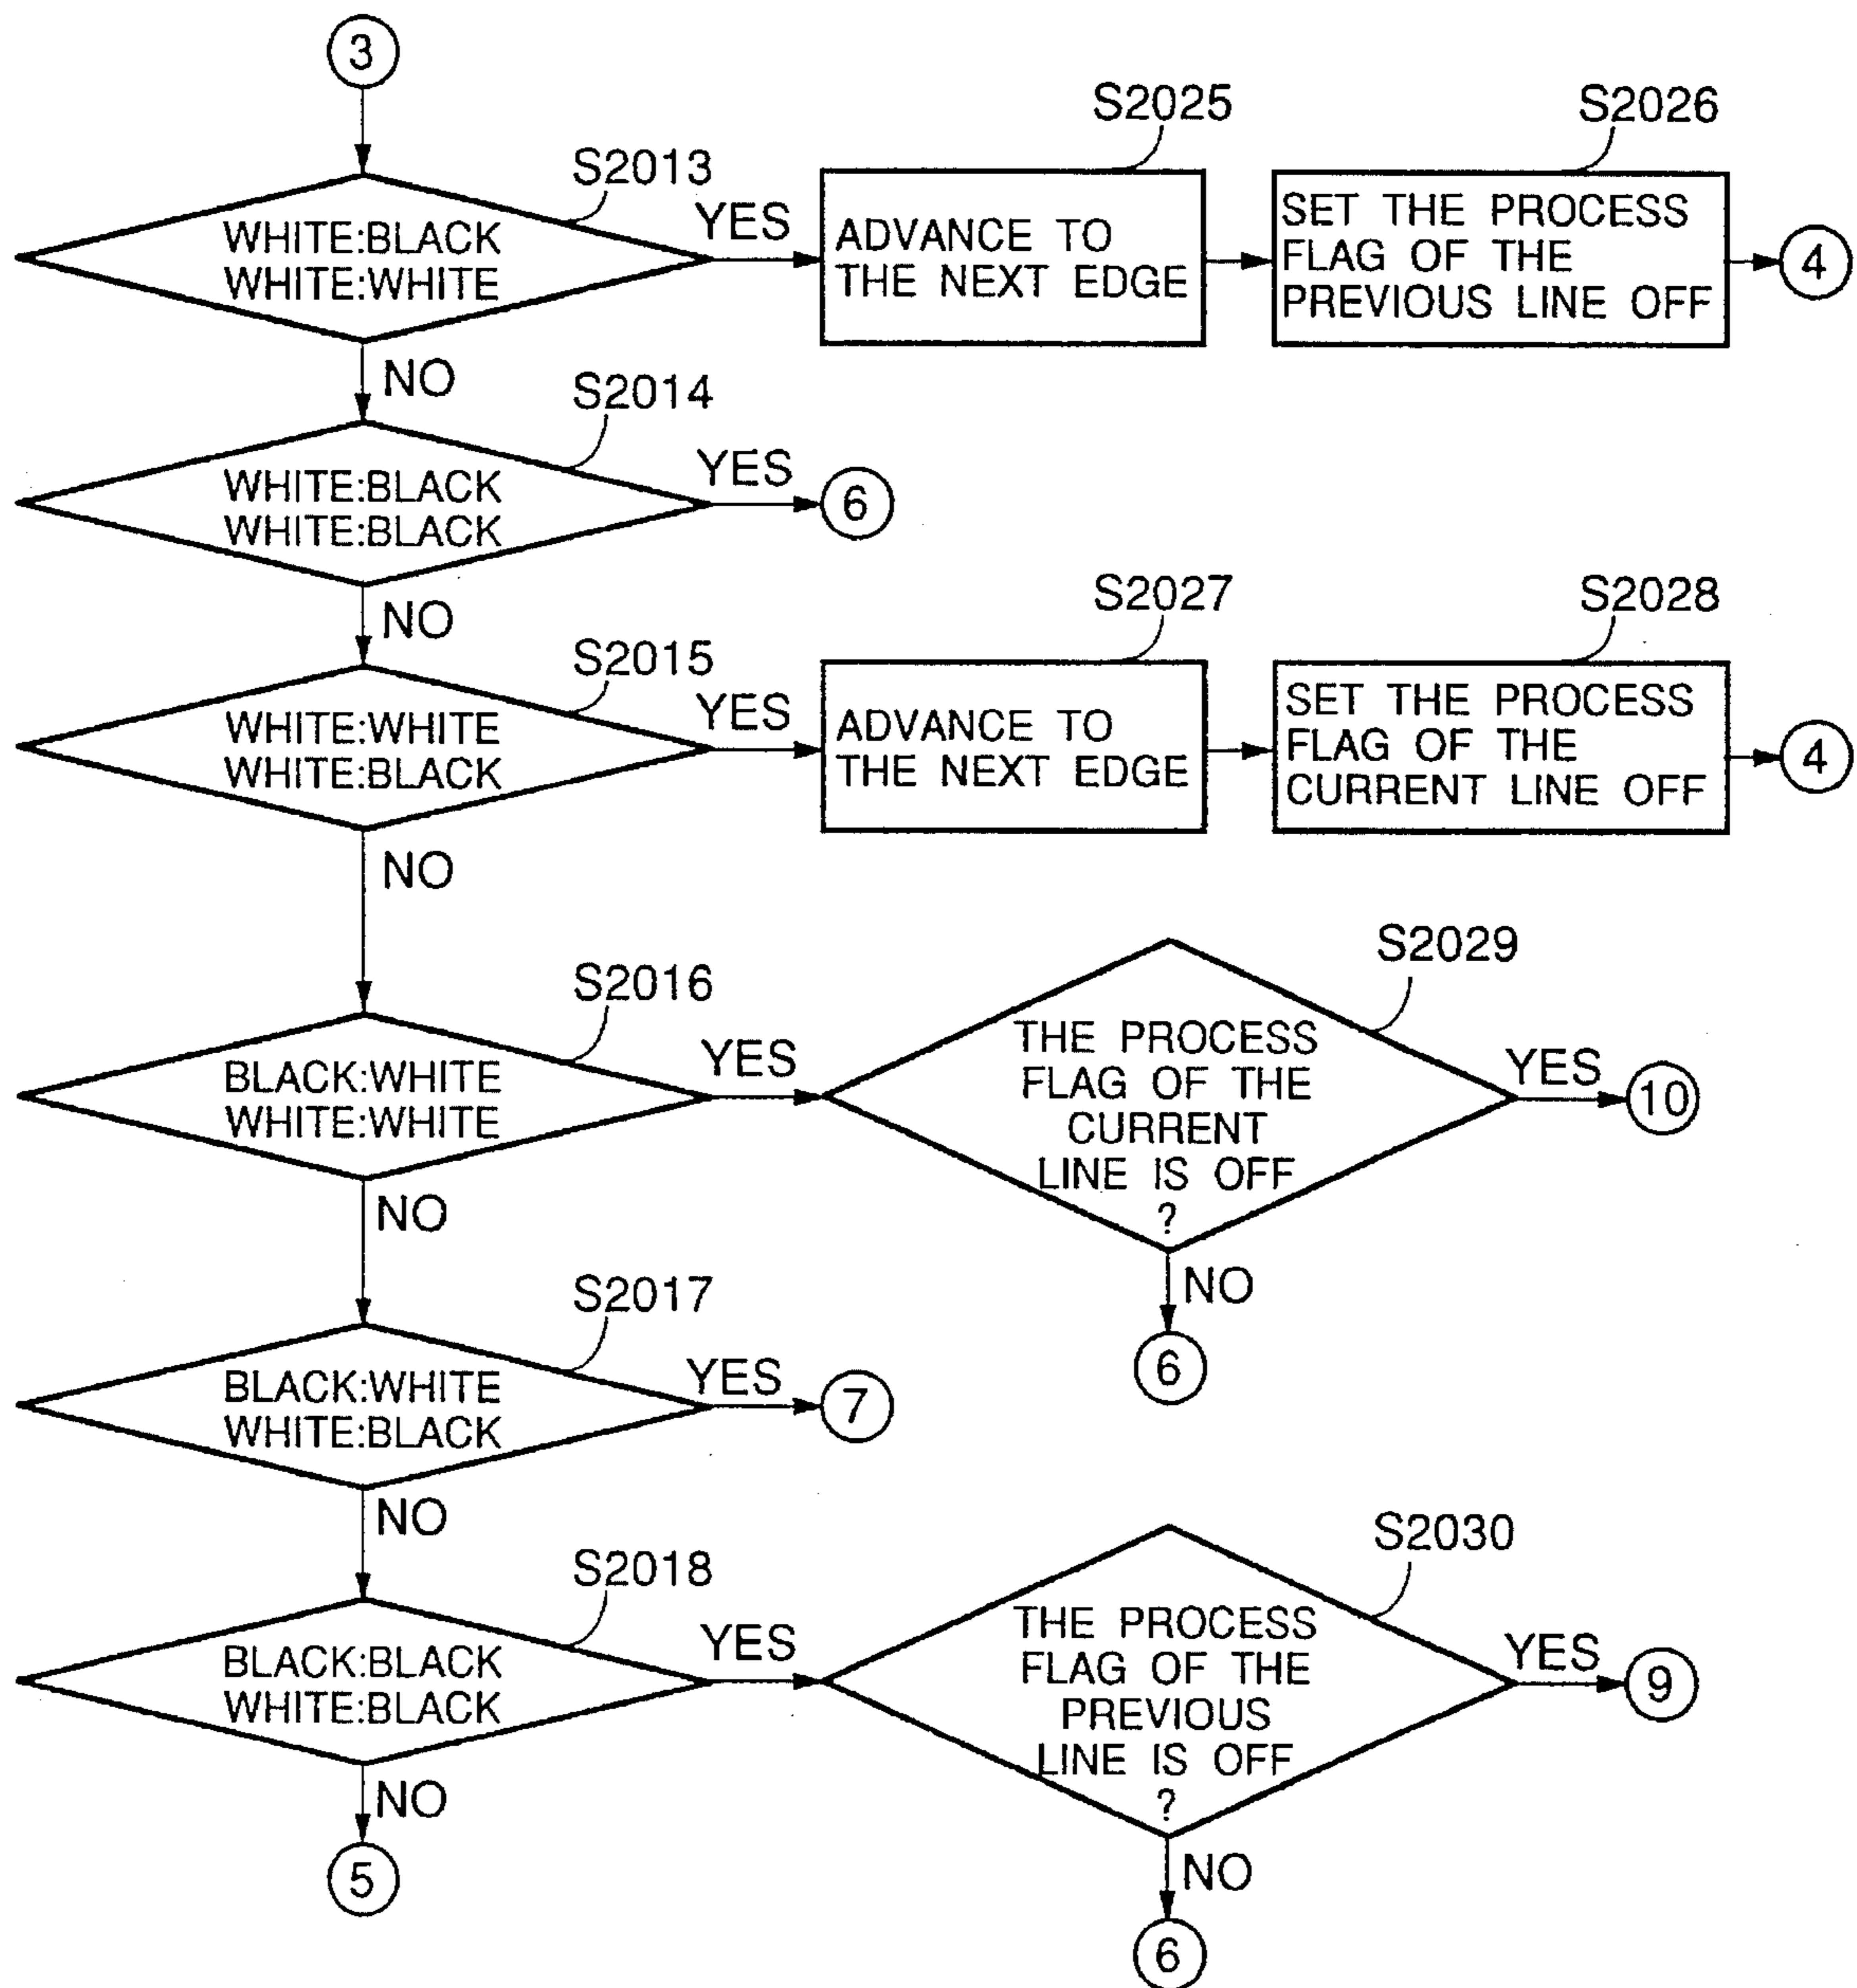 3
S2013
WHITE:BLACK
WHITE:WHITE
YES
S2025
ADVANCE TO
THE NEXT EDGE
S2026
SET THE PROCESS
FLAG OF THE
PREVIOUS LINE OFF
4
NO
S2014
WHITE:BLACK
WHITE:BLACK
YES
6
NO
S2015
WHITE:WHITE
WHITE:BLACK
YES
S2027
ADVANCE TO
THE NEXT EDGE
S2028
SET THE PROCESS
FLAG OF THE
CURRENT LINE OFF
4
NO
S2016
BLACK:WHITE
WHITE:WHITE
YES
S2029
THE PROCESS
FLAG OF THE
CURRENT
LINE IS OFF
?
YES
10
NO
6
NO
S2017
BLACK:WHITE
WHITE:BLACK
YES
7
NO
S2018
BLACK:BLACK
WHITE:BLACK
YES
S2030
THE PROCESS
FLAG OF THE
PREVIOUS
LINE IS OFF
?
YES
9
NO
6
NO
5